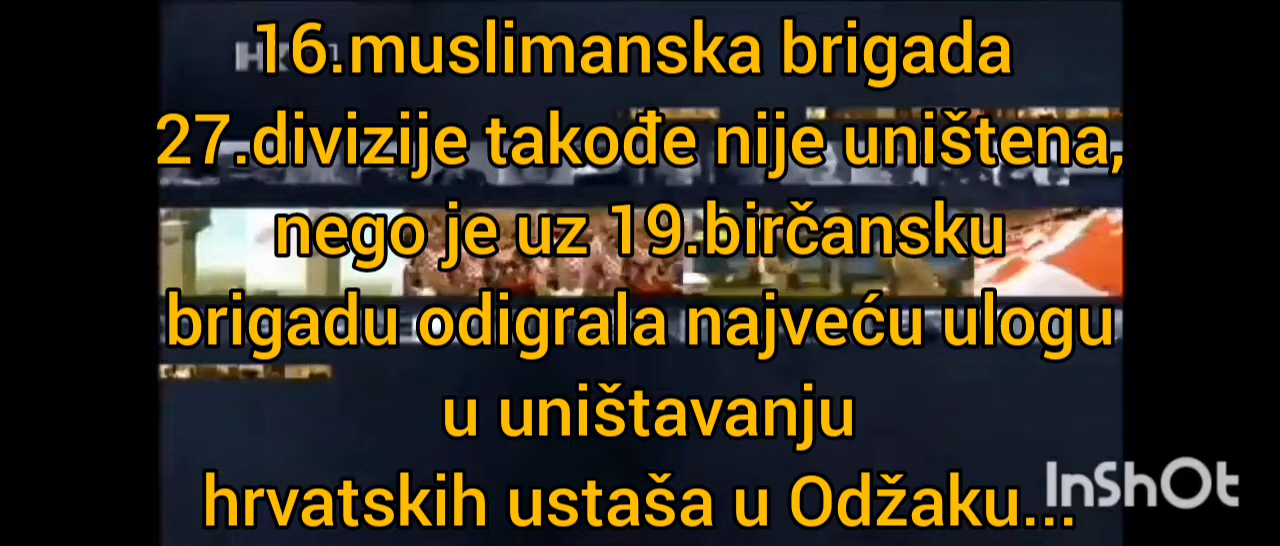 16.muslimanska brigada
27.divizije takođe nije uništena,
nego je uz 19.birčansku
brigadu odigrala najveću ulogu
u uništavanju
hrvatskih ustaša u Odžaku...
InShOt